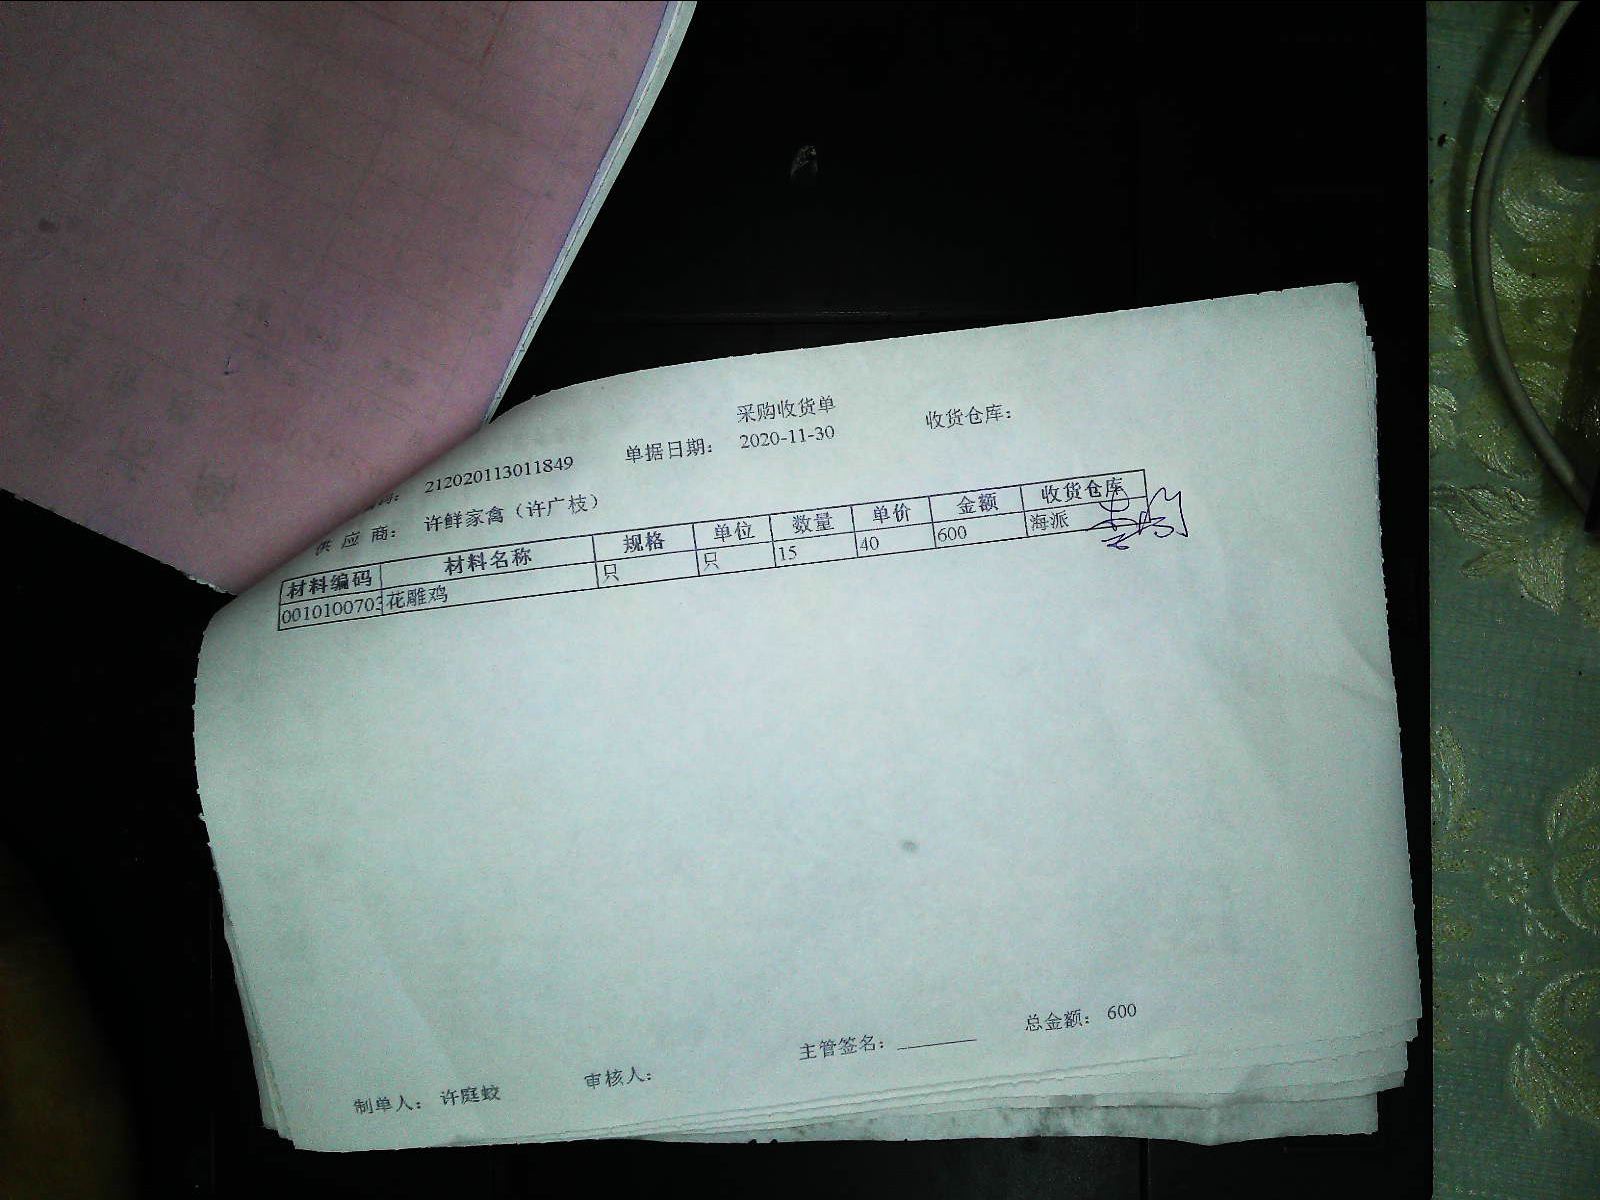 采购收货单
212020113011849 单据日期： 2020-11-30 收货仓库：
供 应 商： 许鲜家禽（许广枝）
材料编码 材料名称 规格 单位 数量 单价 金额 收货仓库
0010100703 花雕鸡 只 只 15 40 600 海派
总金额： 600
主管签名：
制单人： 许庭蛟 审核人：